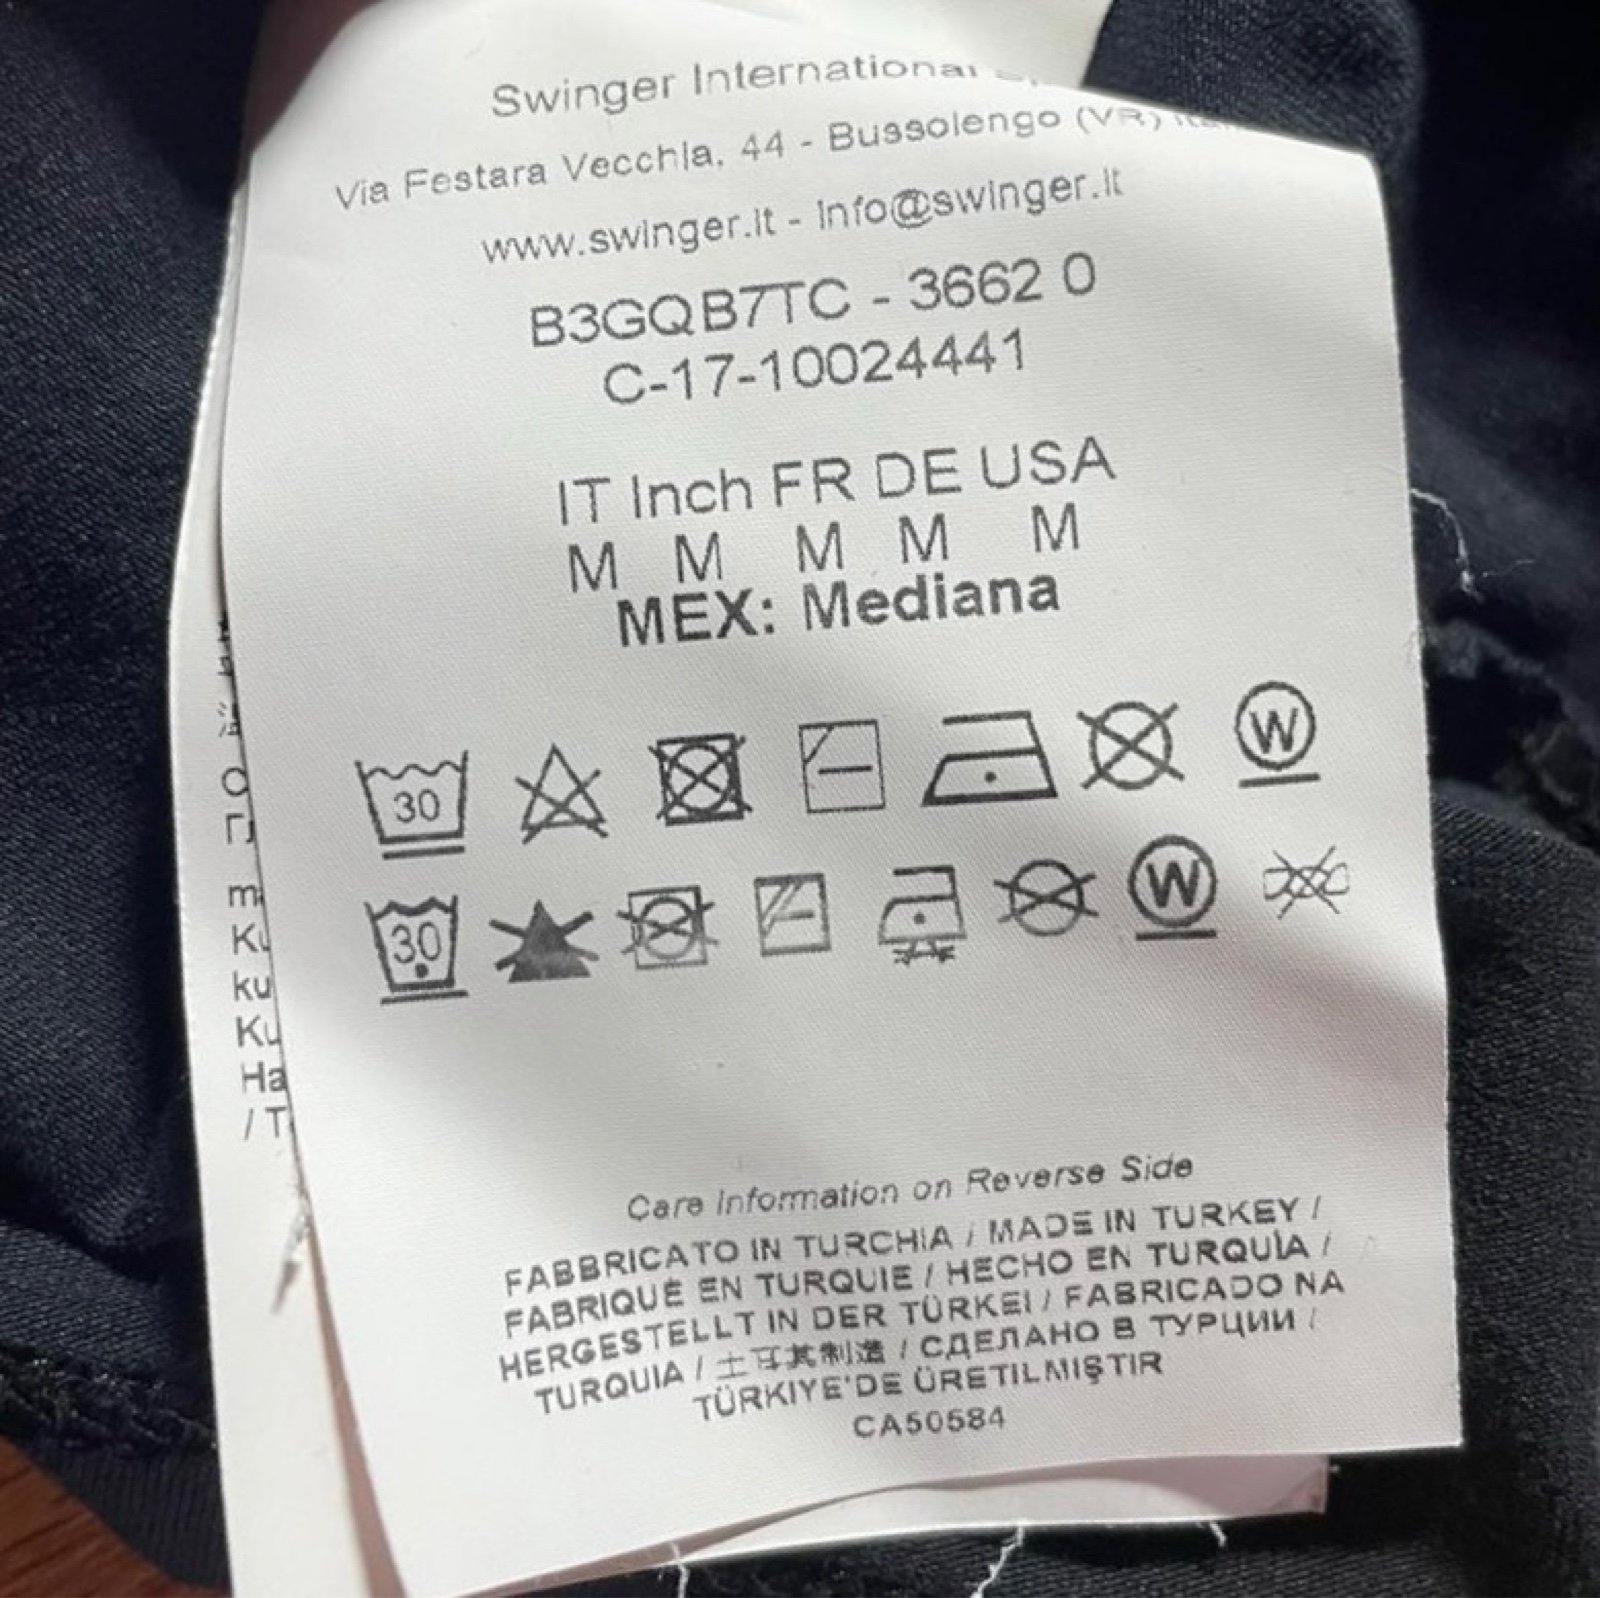 Swinger International
Via Festara Vecchia, 44 - Bussolengo (VR)
www.swinger.it - info@swinger.it
B3GQB7TC - 3662 0
C-17-10024441
IT Inch FR DE USA
M M M M M
MEX: Mediana
30
W
30
W
Care Information on Reverse Side
FABBRICATO IN TURCHIA / MADE IN TURKEY /
FABRIQUÉ EN TURQUIE / HECHO EN TURQUÌA /
HERGESTELLT IN DER TÜRKEI / FABRICADO NA
TURQUIA / 土耳其制造 / СДЕЛАНО В ТУРЦИИ /
TÜRKIYE'DE ÜRETILMIŞTIR
CA50584